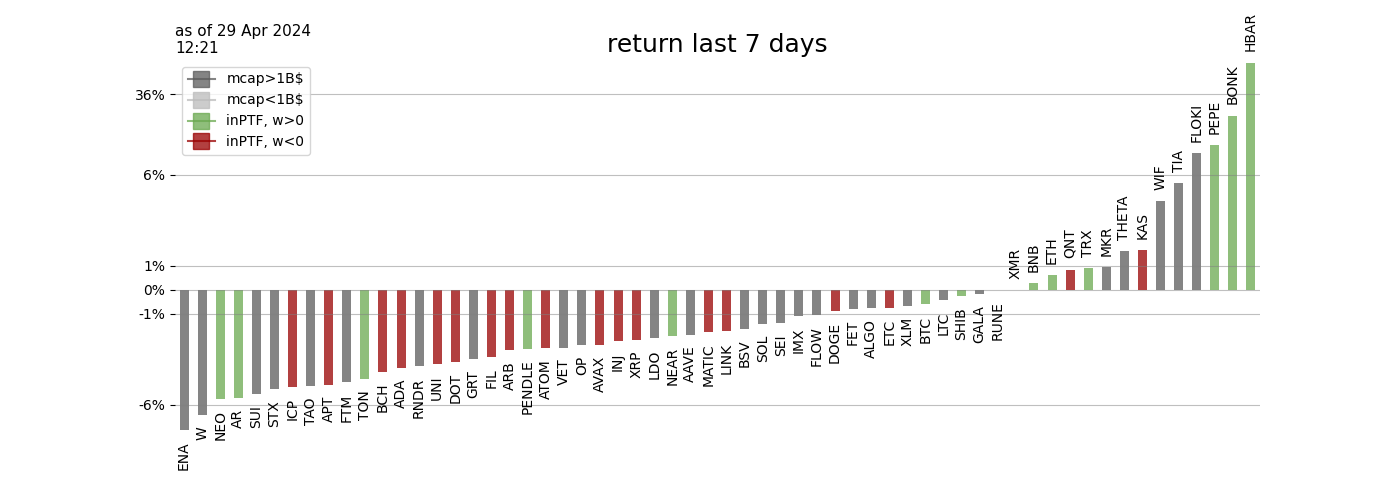 as of 29 Apr 2024
12:21
return last 7 days
mcap>1B$
mcap<1B$
inPTF, w>0
inPTF, w<0
36%
6%
1%
0%
-1%
-6%
ENA
W
NEO
AR
SUI
STX
ICP
TAO
APT
FTM
TON
BCH
ADA
RNDR
UNI
DOT
GRT
FIL
ARB
PENDLE
ATOM
VET
OP
AVAX
INJ
XRP
LDO
NEAR
AAVE
MATIC
LINK
BSV
SOL
SEI
IMX
FLOW
DOGE
FET
ALGO
ETC
XLM
BTC
LTC
SHIB
GALA
RUNE
XMR
BNB
ETH
QNT
TRX
MKR
THETA
KAS
WIF
TIA
FLOKI
PEPE
BONK
HBAR